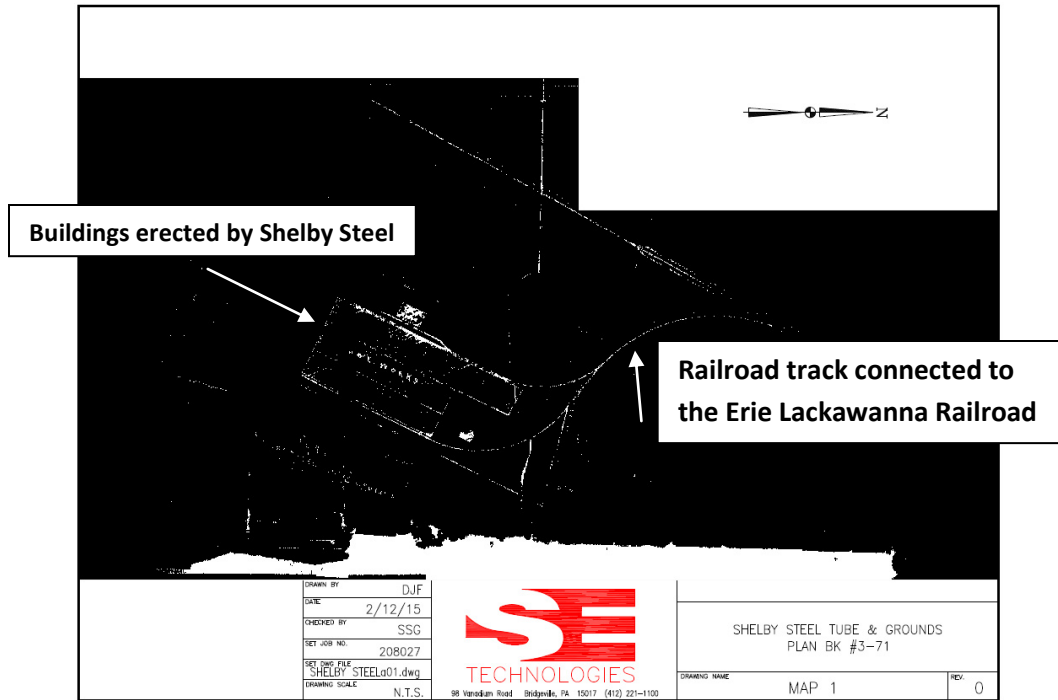 N
Buildings erected by Shelby Steel
Railroad track connected to
the Erie Lackawanna Railroad
DRAWN BY
DJF
DATE
2/12/15
CHECKED BY
SSG
SET JOB NO.
208027
SET DWG FILE
SHELBY STEELa01.dwg
DRAWING SCALE
N.T.S.
SE
TECHNOLOGIES
98 Vanadium Road Bridgeville, PA 15017 (412) 221-1100
SHELBY STEEL TUBE & GROUNDS
PLAN BK #3-71
DRAWING NAME
MAP 1
REV.
0